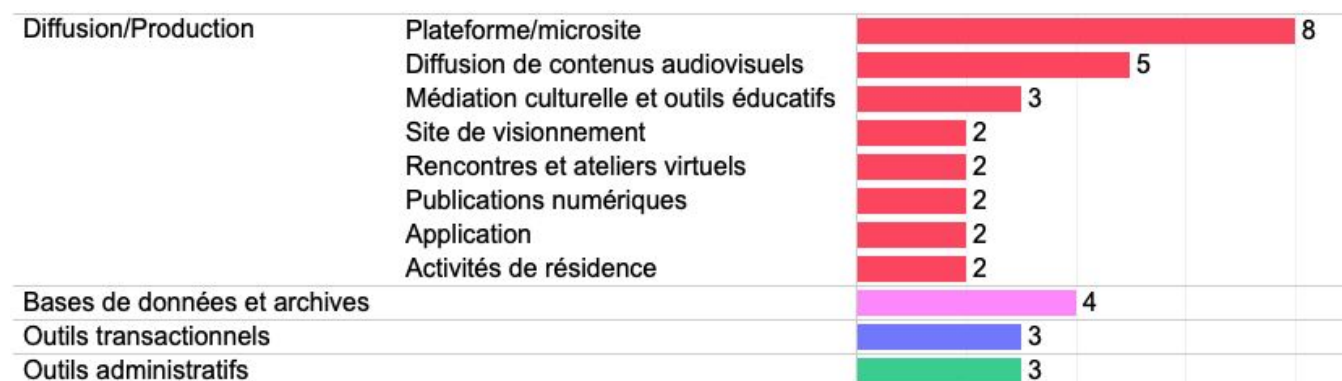 Diffusion/Production Plateforme/microsite 8
Diffusion de contenus audiovisuels 5
Médiation culturelle et outils éducatifs 3
Site de visionnement 2
Rencontres et ateliers virtuels 2
Publications numériques 2
Application 2
Activités de résidence 2
Bases de données et archives 4
Outils transactionnels 3
Outils administratifs 3